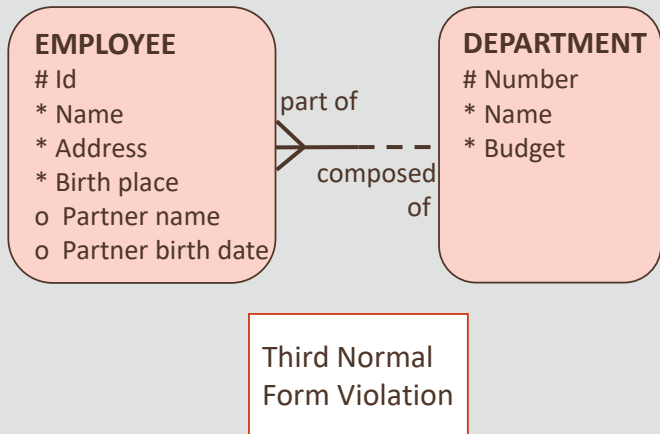 EMPLOYEE
# Id
* Name
* Address
* Birth place
o Partner name
o Partner birth date
part of
composed
of
DEPARTMENT
# Number
* Name
* Budget
Third Normal
Form Violation